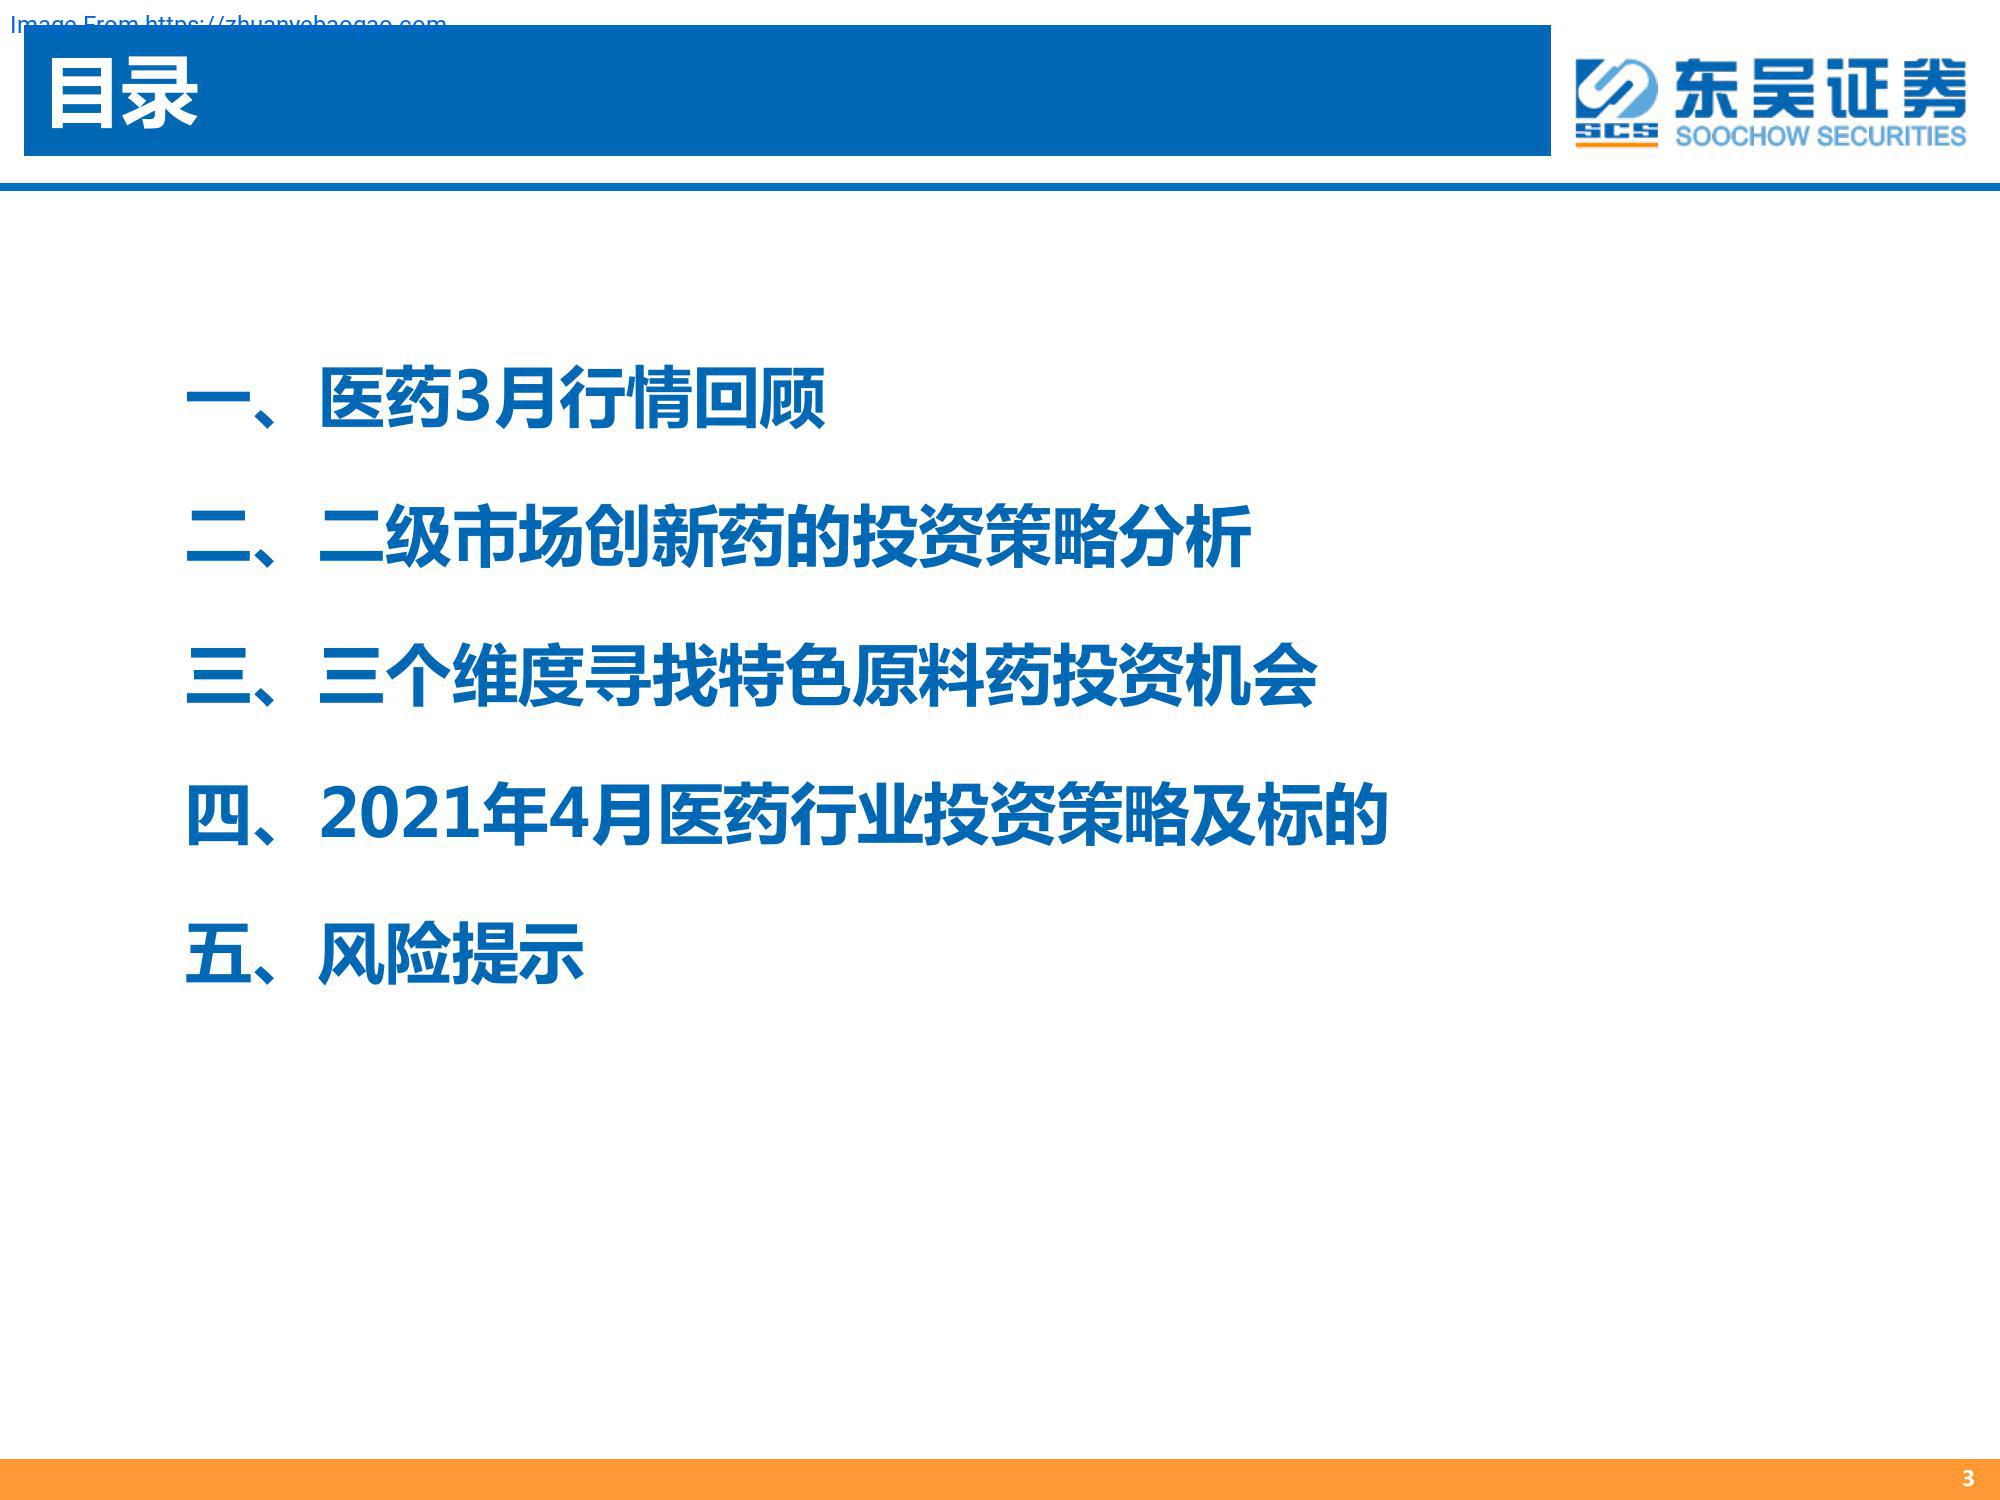 Image From https://zhuanyebaogao.com
目录
东吴证券
SCS
SOOCHOW SECURITIES
一、医药3月行情回顾
二、二级市场创新药的投资策略分析
三、三个维度寻找特色原料药投资机会
四、2021年4月医药行业投资策略及标的
五、风险提示
3